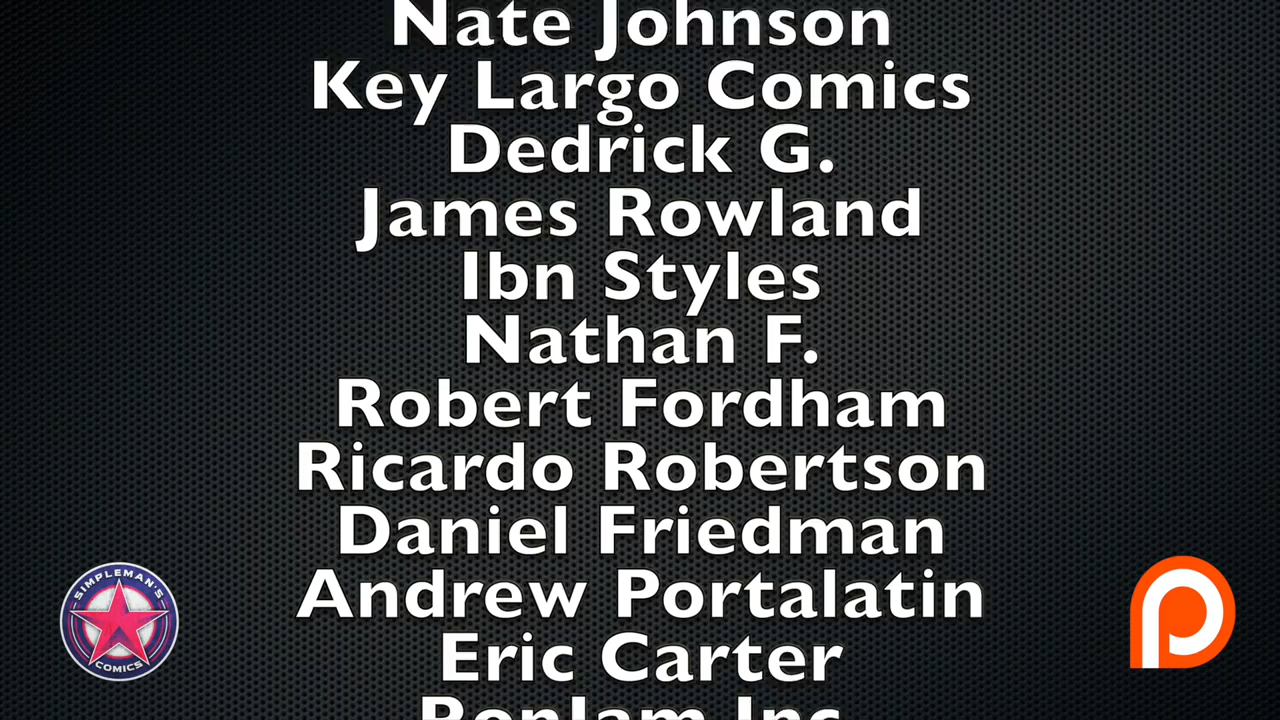 Nate Johnson
Key Largo Comics
Dedrick G.
James Rowland
Ibn Styles
Nathan F.
Robert Fordham
Ricardo Robertson
Daniel Friedman
Andrew Portalatin
Eric Carter
SIMPLEMAN'S
COMICS